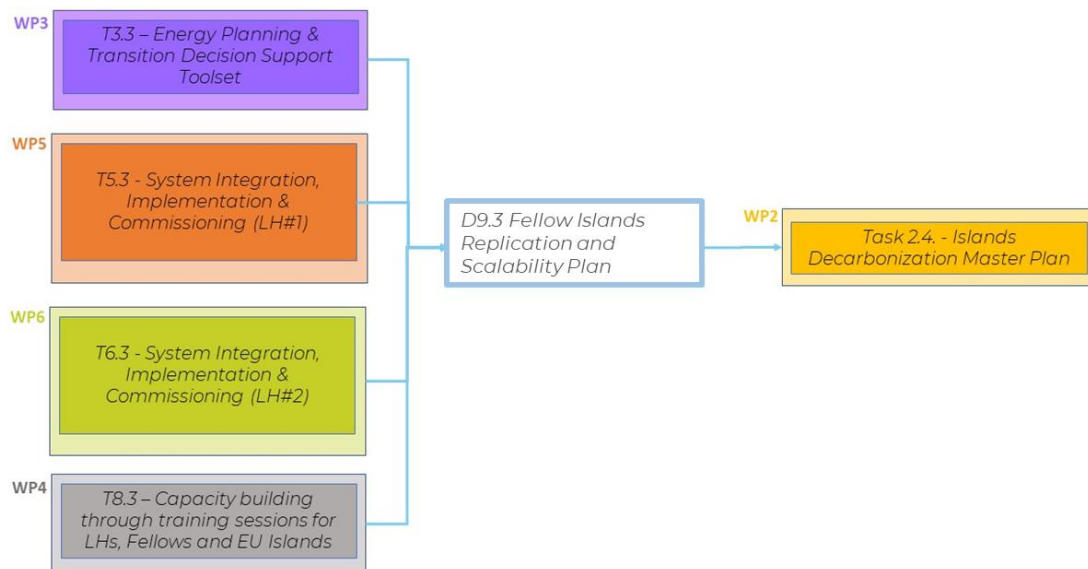 WP3
T3.3 – Energy Planning &
Transition Decision Support
Toolset
WP5
T5.3 - System Integration,
Implementation &
Commissioning (LH#1)
D9.3 Fellow Islands
Replication and
Scalability Plan
WP2
Task 2.4. - Islands
Decarbonization Master Plan
WP6
T6.3 - System Integration,
Implementation &
Commissioning (LH#2)
WP4
T8.3 – Capacity building
through training sessions for
LHs, Fellows and EU Islands